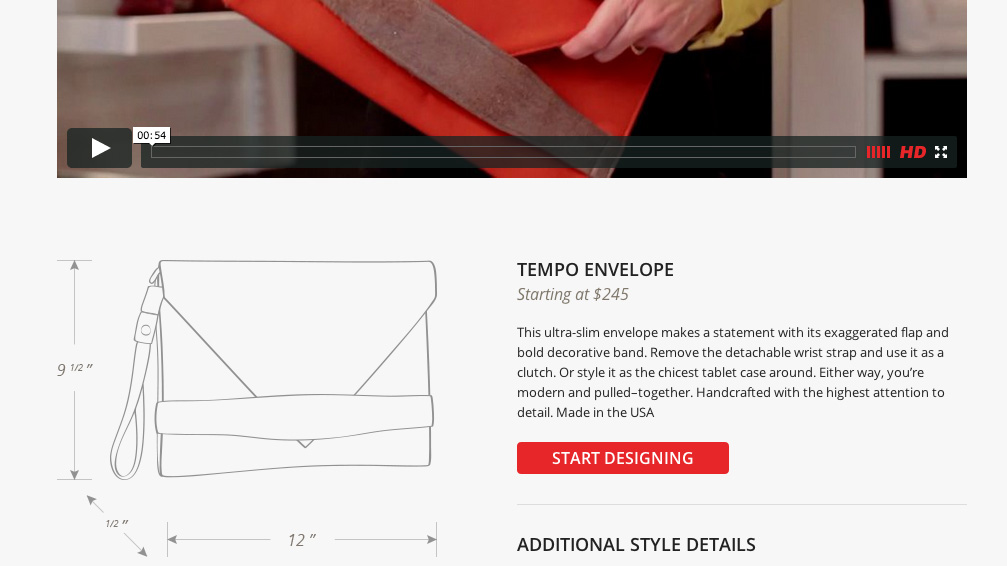 00:54
HD
TEMPO ENVELOPE
Starting at $245
This ultra-slim envelope makes a statement with its exaggerated flap and
bold decorative band. Remove the detachable wrist strap and use it as a
clutch. Or style it as the chicest tablet case around. Either way, you’re
modern and pulled–together. Handcrafted with the highest attention to
detail. Made in the USA
START DESIGNING
ADDITIONAL STYLE DETAILS
9 1/2 ”
1/2 ”
12 ”